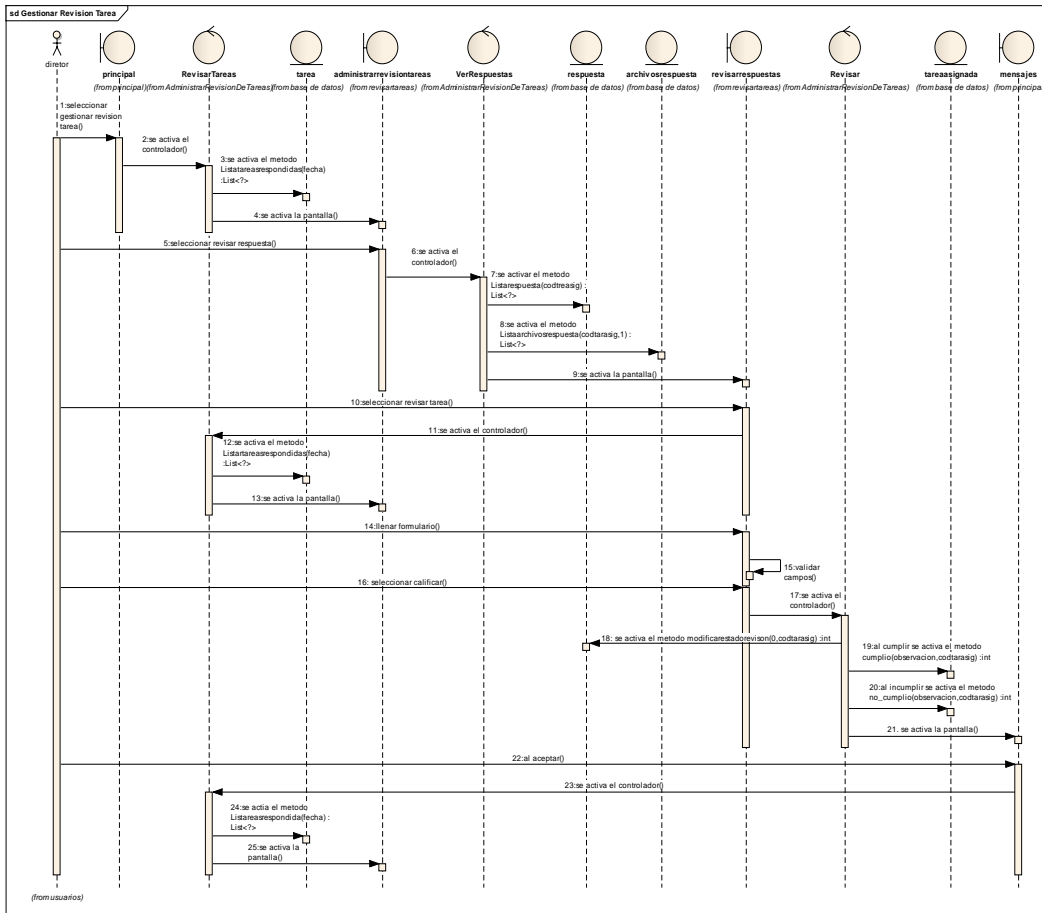 sd Gestionar Revision Tarea
diretor
principal
(from principal)
RevisarTareas
(from AdministrarRevisionDeTareas)
tarea
(from base de datos)
administrarrevisiontareas
(from revisartareas)
VerRespuestas
(from AdministrarRevisionDeTareas)
respuesta
(from base de datos)
archivosrespuesta
(from base de datos)
revisarrespuestas
(from revisartareas)
Revisar
(from AdministrarRevisionDeTareas)
tareaasignada
(from base de datos)
mensajes
(from principal)
1:seleccionar
gestionar revision
tarea()
2:se activa el
controlador()
3:se activa el metodo
Listatareasrespondidas(fecha)
:List<?>
4:se activa la pantalla()
5:seleccionar revisar respuesta()
6:se activa el
controlador()
7:se activar el metodo
Listarespuesta(codtreasig) :
List<?>
8:se activa el metodo
Listaarchivosrespuesta(codtarasig,1) :
List<?>
9:se activa la pantalla()
10:seleccionar revisar tarea()
11:se activa el controlador()
12:se activa el metodo
Listartareasrespondidas(fecha)
:List<?>
13:se activa la pantalla()
14:llenar formulario()
15:validar
campos()
16: seleccionar calificar()
17:se activa el
controlador()
18: se activa el metodo modificarestadorevison(0,codtarasig) :int
19:al cumplir se activa el metodo
cumplio(observacion,codtarasig) :int
20:al incumplir se activa el metodo
no_cumplio(observacion,codtarasig) :int
21. se activa la pantalla()
22:al aceptar()
23:se activa el controlador()
24:se actia el metodo
Listareasrespondida(fecha) :
List<?>
25:se activa la
pantalla()
(from usuarios)